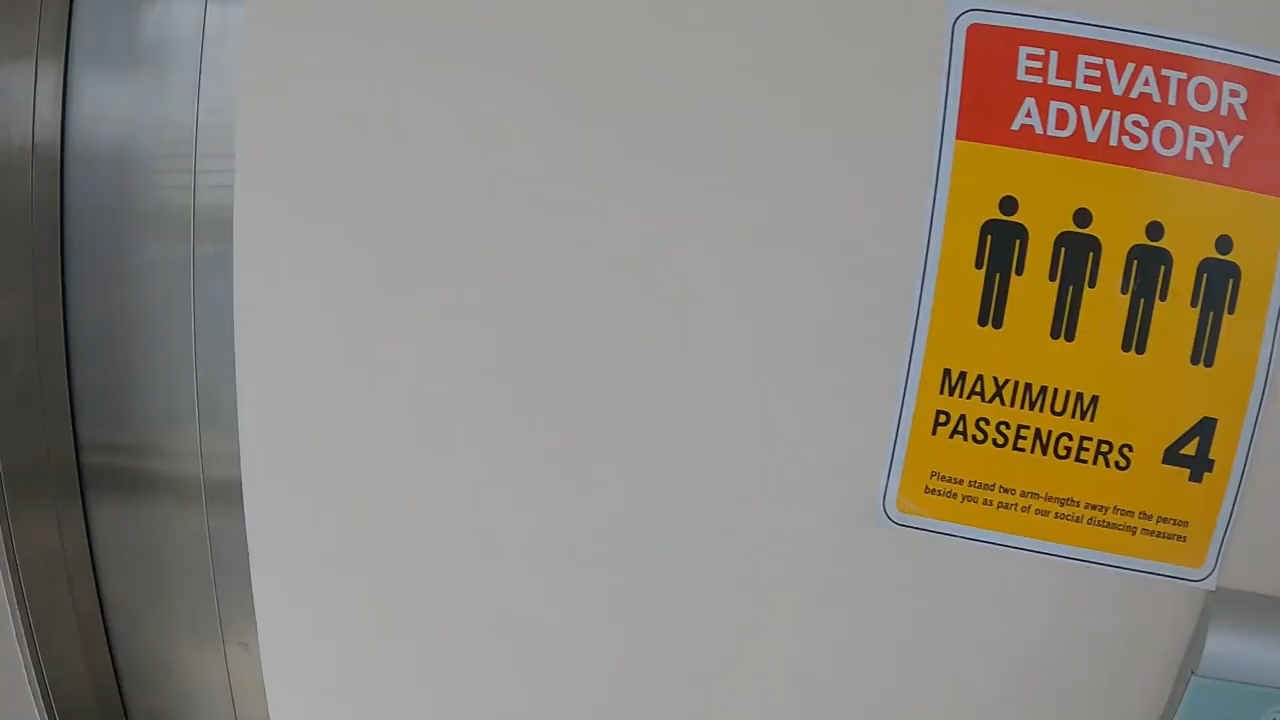 ELEVATOR
ADVISORY
MAXIMUM
PASSENGERS 4
Please stand two arm-lengths away from the person
beside you as part of our social distancing measures